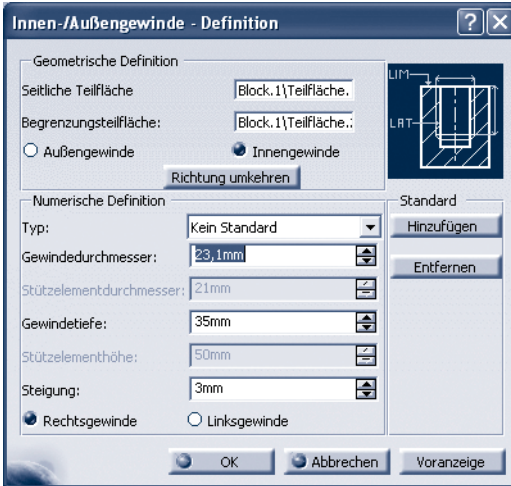 Innen-/Außengewinde - Definition
Geometrische Definition
Seitliche Teilfläche
Block.1\Teilfläche.
Begrenzungsteilfläche:
Block.1\Teilfläche.:
Außengewinde
Innengewinde
Richtung umkehren
LIM
LAT
Numerische Definition
Typ:
Kein Standard
Gewindedurchmesser:
23,1mm
Stützelementdurchmesser:
21mm
Gewindetiefe:
35mm
Stützelementhöhe:
50mm
Steigung:
3mm
Rechtsgewinde
Linksgewinde
Standard
Hinzufügen
Entfernen
OK
Abbrechen
Voranzeige